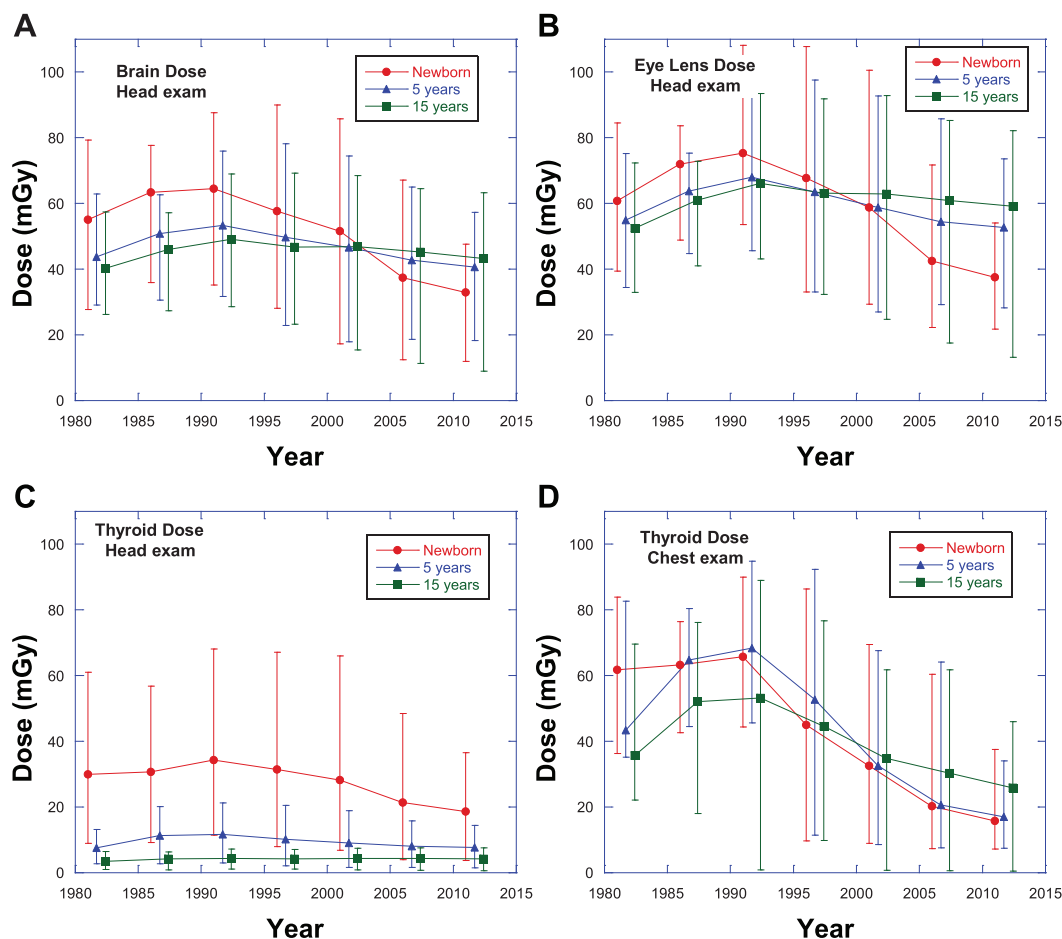 A
Brain Dose
Head exam
Newborn
5 years
15 years
Dose (mGy)
100
80
60
40
20
0
1980 1985 1990 1995 2000 2005 2010 2015
Year
B
Eye Lens Dose
Head exam
Newborn
5 years
15 years
Dose (mGy)
100
80
60
40
20
0
1980 1985 1990 1995 2000 2005 2010 2015
Year
C
Thyroid Dose
Head exam
Newborn
5 years
15 years
Dose (mGy)
100
80
60
40
20
0
1980 1985 1990 1995 2000 2005 2010 2015
Year
D
Thyroid Dose
Chest exam
Newborn
5 years
15 years
Dose (mGy)
100
80
60
40
20
0
1980 1985 1990 1995 2000 2005 2010 2015
Year